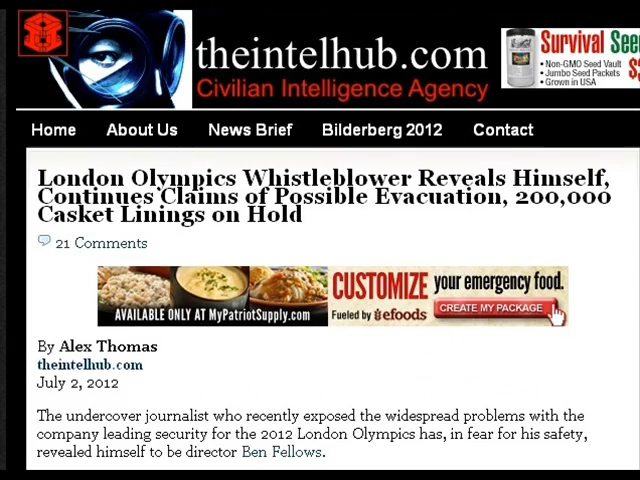 theintelhub.com
Civilian Intelligence Agency
Survival See
•Non-GMO Seed Vault
•Jumbo Seed Packets
•Grown in USA
$
Home About Us News Brief Bilderberg 2012 Contact
London Olympics Whistleblower Reveals Himself,
Continues Claims of Possible Evacuation, 200,000
Casket Linings on Hold
21 Comments
CUSTOMIZE your emergency food.
AVAILABLE ONLY AT MyPatriotSupply.com
Fueled by efoods
CREATE MY PACKAGE
By Alex Thomas
theintelhub.com
July 2, 2012
The undercover journalist who recently exposed the widespread problems with the
company leading security for the 2012 London Olympics has, in fear for his safety,
revealed himself to be director Ben Fellows.